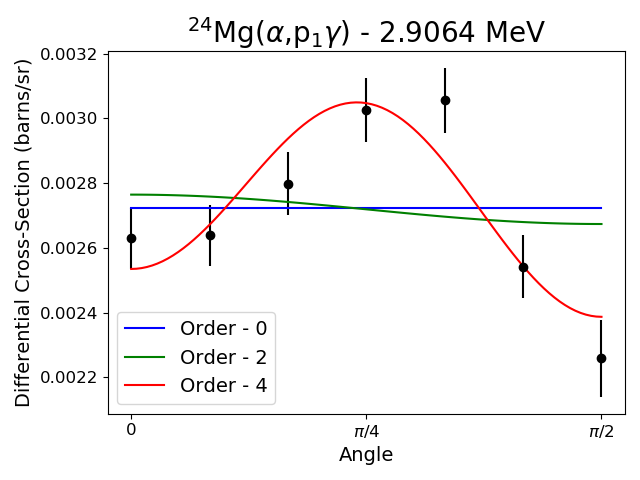 ²⁴Mg(α,p₁γ) - 2.9064 MeV
Differential Cross-Section (barns/sr)
0.0032
0.0030
0.0028
0.0026
0.0024
0.0022
Order - 0
Order - 2
Order - 4
0
π/4
π/2
Angle